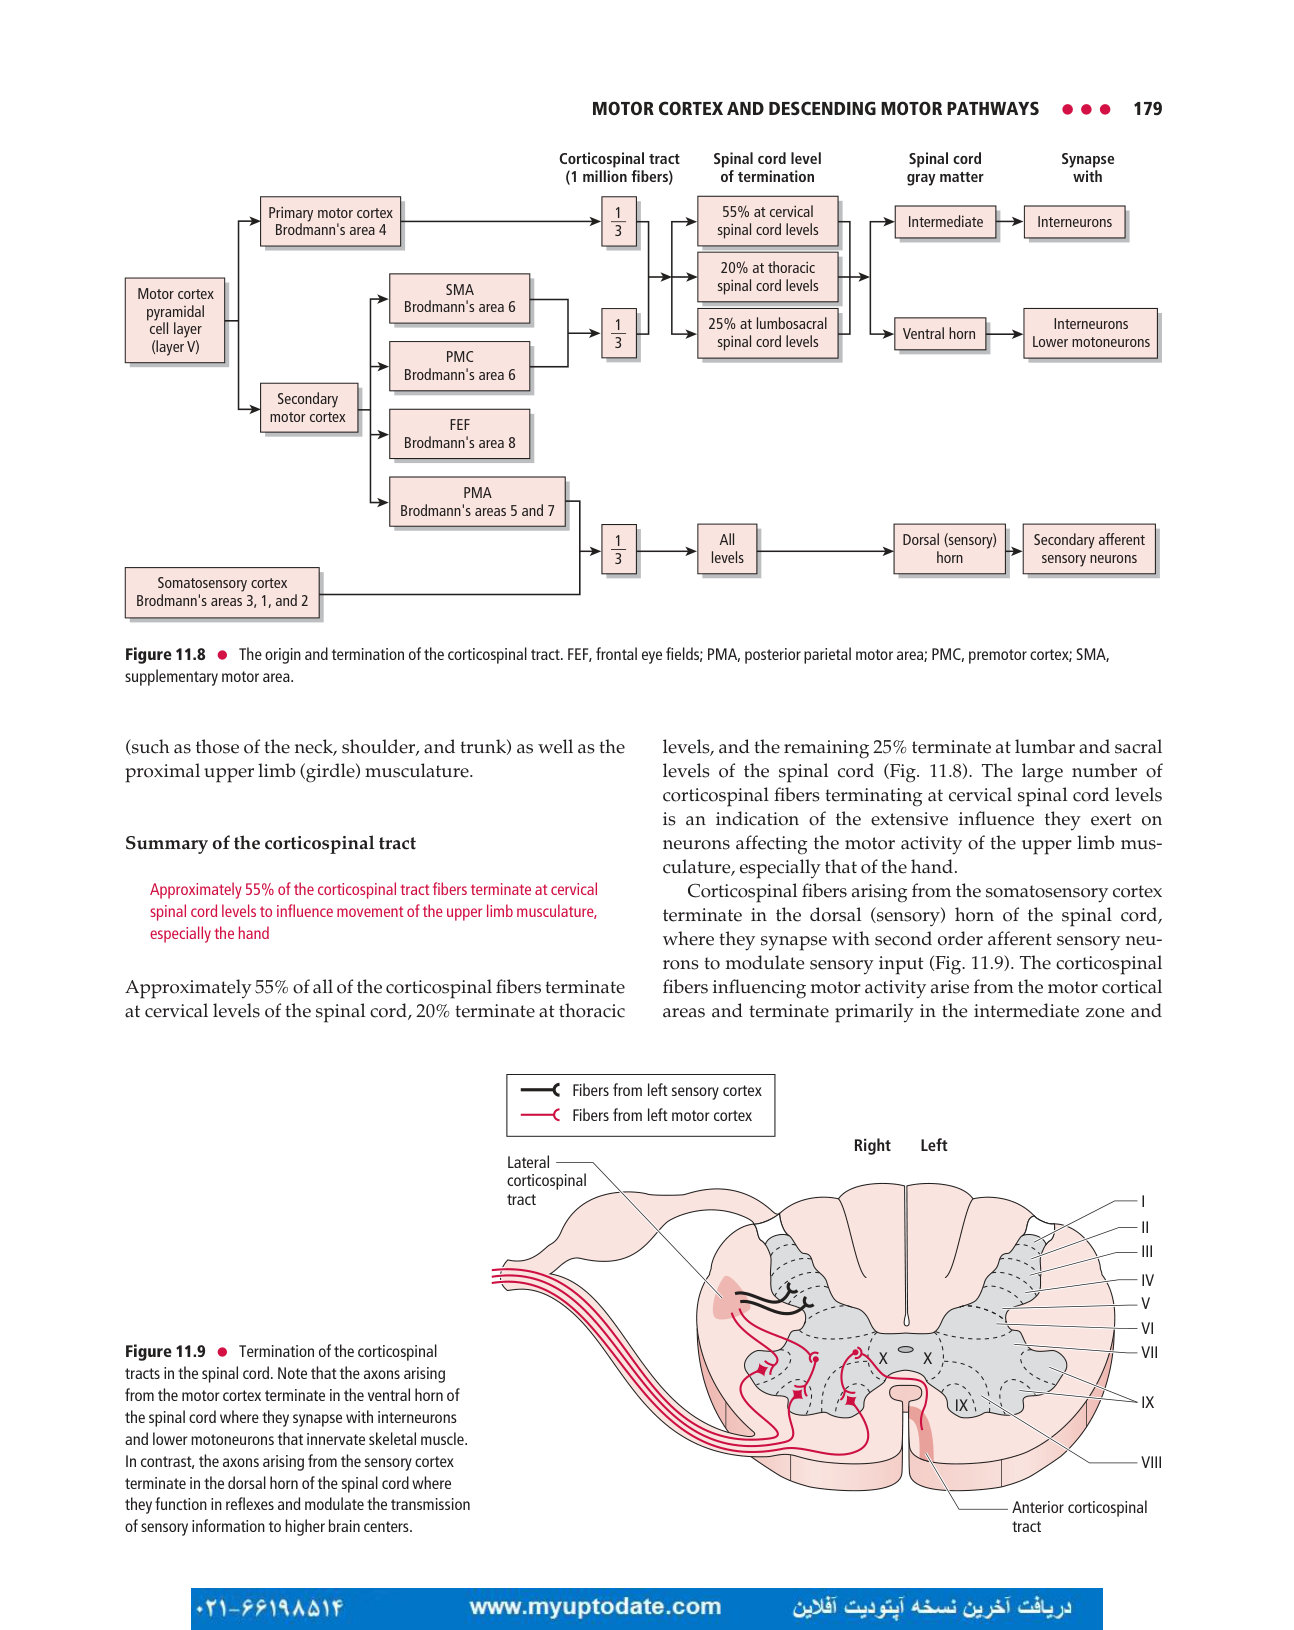 MOTOR CORTEX AND DESCENDING MOTOR PATHWAYS ● ● ● 179
Corticospinal tract
(1 million fibers)
Spinal cord level
of termination
Spinal cord
gray matter
Synapse
with
Primary motor cortex
Brodmann's area 4
1
3
55% at cervical
spinal cord levels
Intermediate
Interneurons
20% at thoracic
spinal cord levels
Motor cortex
pyramidal
cell layer
(layer V)
SMA
Brodmann's area 6
1
3
25% at lumbosacral
spinal cord levels
Ventral horn
Interneurons
Lower motoneurons
PMC
Brodmann's area 6
Secondary
motor cortex
FEF
Brodmann's area 8
PMA
Brodmann's areas 5 and 7
1
3
All
levels
Dorsal (sensory)
horn
Secondary afferent
sensory neurons
Somatosensory cortex
Brodmann's areas 3, 1, and 2
Figure 11.8 ● The origin and termination of the corticospinal tract. FEF, frontal eye fields; PMA, posterior parietal motor area; PMC, premotor cortex; SMA,
supplementary motor area.
(such as those of the neck, shoulder, and trunk) as well as the
proximal upper limb (girdle) musculature.
Summary of the corticospinal tract
Approximately 55% of the corticospinal tract fibers terminate at cervical
spinal cord levels to influence movement of the upper limb musculature,
especially the hand
Approximately 55% of all of the corticospinal fibers terminate
at cervical levels of the spinal cord, 20% terminate at thoracic
levels, and the remaining 25% terminate at lumbar and sacral
levels of the spinal cord (Fig. 11.8). The large number of
corticospinal fibers terminating at cervical spinal cord levels
is an indication of the extensive influence they exert on
neurons affecting the motor activity of the upper limb mus-
culature, especially that of the hand.
Corticospinal fibers arising from the somatosensory cortex
terminate in the dorsal (sensory) horn of the spinal cord,
where they synapse with second order afferent sensory neu-
rons to modulate sensory input (Fig. 11.9). The corticospinal
fibers influencing motor activity arise from the motor cortical
areas and terminate primarily in the intermediate zone and
Fibers from left sensory cortex
Fibers from left motor cortex
Right Left
Lateral
corticospinal
tract
I
II
III
IV
V
VI
VII
X X
IX
IX
VIII
Anterior corticospinal
tract
Figure 11.9 ● Termination of the corticospinal
tracts in the spinal cord. Note that the axons arising
from the motor cortex terminate in the ventral horn of
the spinal cord where they synapse with interneurons
and lower motoneurons that innervate skeletal muscle.
In contrast, the axons arising from the sensory cortex
terminate in the dorsal horn of the spinal cord where
they function in reflexes and modulate the transmission
of sensory information to higher brain centers.
۰۲۱-۶۶۱۹۸۵۱۴ www.myuptodate.com دریافت آخرین نسخه آپتودیت آفلاین